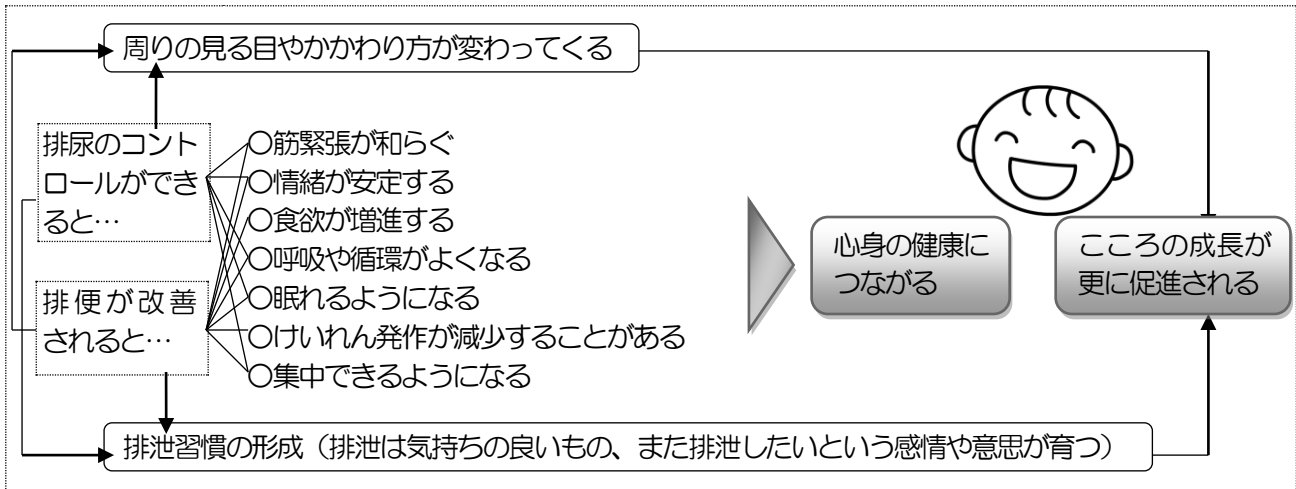 周りの見る目やかかわり方が変わってくる
排尿のコント
ロールができ
ると…
排便が改善
されると…
〇筋緊張が和らぐ
〇情緒が安定する
〇食欲が増進する
〇呼吸や循環がよくなる
〇眠れるようになる
〇けいれん発作が減少することがある
〇集中できるようになる
心身の健康に
つながる
こころの成長が
更に促進される
排泄習慣の形成（排泄は気持ちの良いもの、また排泄したいという感情や意思が育つ）